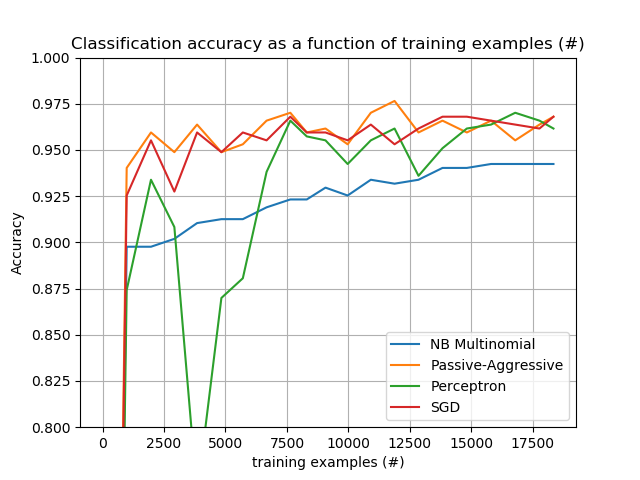 Classification accuracy as a function of training examples (#)
1.000
0.975
0.950
0.925
0.900
0.875
0.850
0.825
0.800
Accuracy
NB Multinomial
Passive-Aggressive
Perceptron
SGD
0 2500 5000 7500 10000 12500 15000 17500
training examples (#)